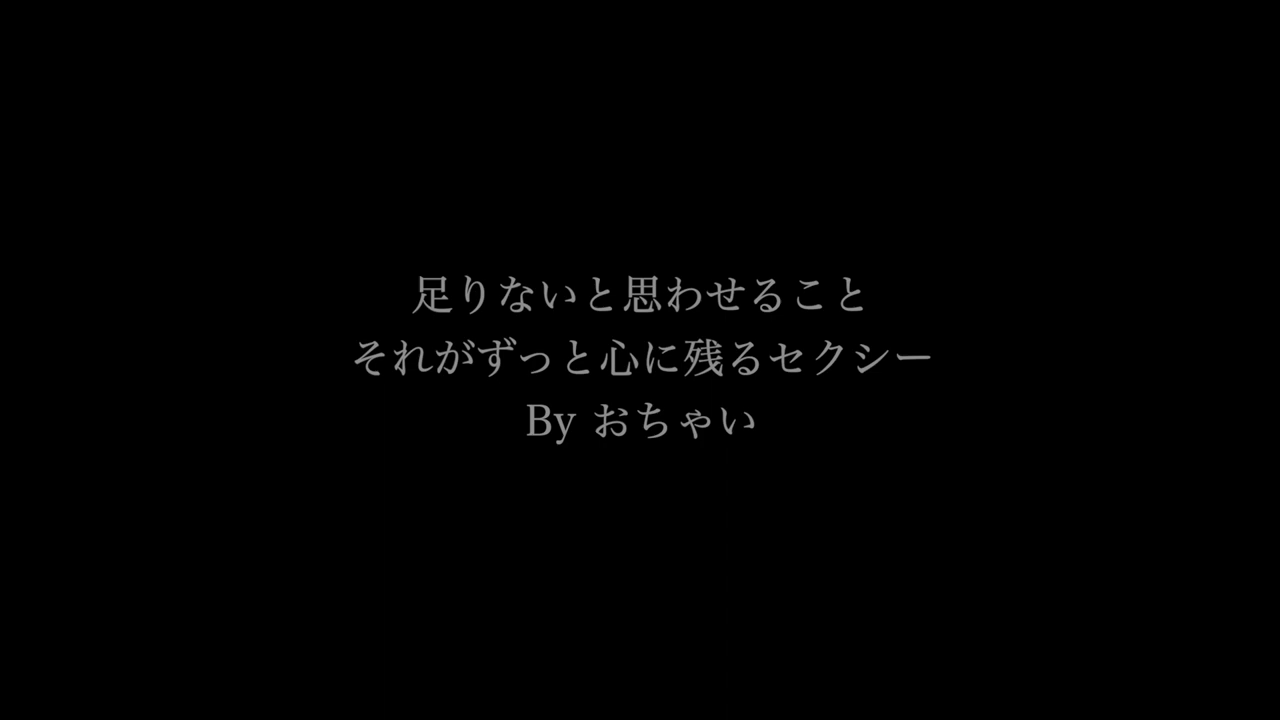 足りないと思わせること
それがずっと心に残るセクシー
By おちゃい